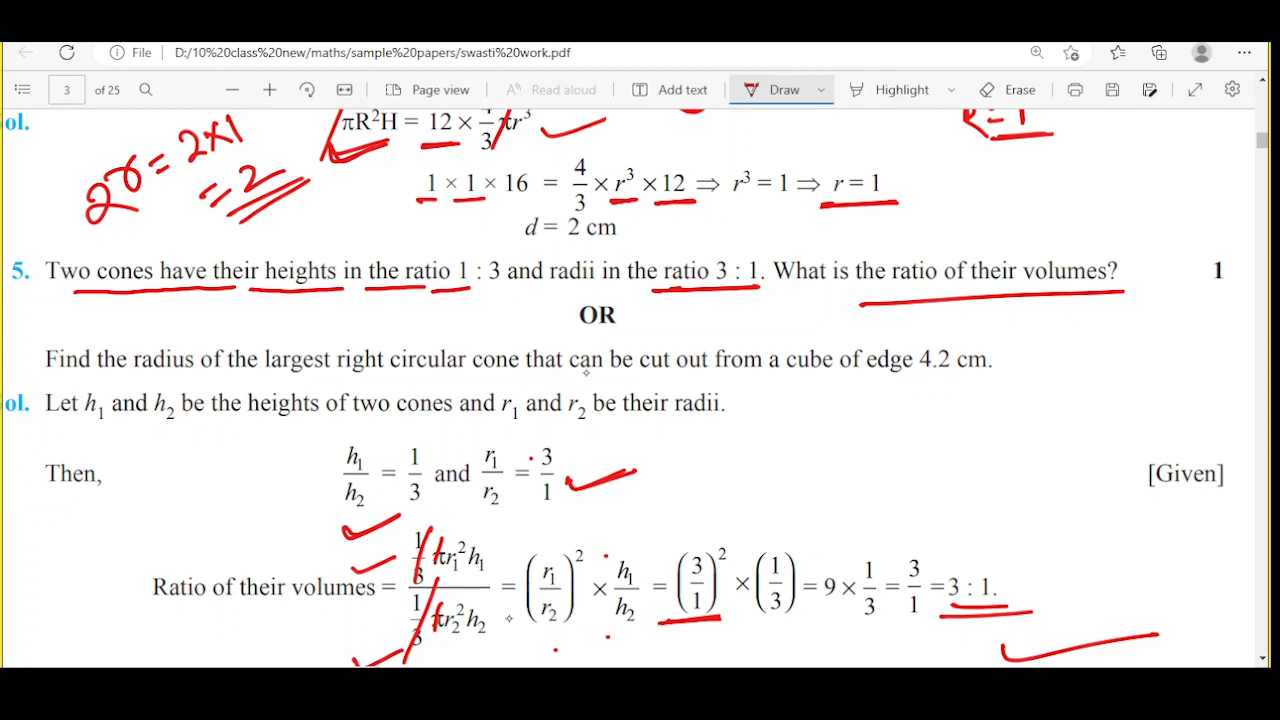 File D:/10%20class%20new/maths/sample%20papers/swasti%20work.pdf
3 of 25 Page view Read aloud Add text Draw Highlight Erase
ol. πR²H = 12 × 4/3 πr³
2r = 2×1
= 2
R = 1
1 × 1 × 16 = 4/3 × r³ × 12 ⇒ r³ = 1 ⇒ r = 1
d = 2 cm
5. Two cones have their heights in the ratio 1 : 3 and radii in the ratio 3 : 1. What is the ratio of their volumes? 1
OR
Find the radius of the largest right circular cone that can be cut out from a cube of edge 4.2 cm.
ol. Let h₁ and h₂ be the heights of two cones and r₁ and r₂ be their radii.
Then, h₁/h₂ = 1/3 and r₁/r₂ = 3/1 [Given]
Ratio of their volumes = (1/3 πr₁²h₁)/(1/3 πr₂²h₂) = (r₁/r₂)² × h₁/h₂ = (3/1)² × (1/3) = 9 × 1/3 = 3/1 = 3 : 1.